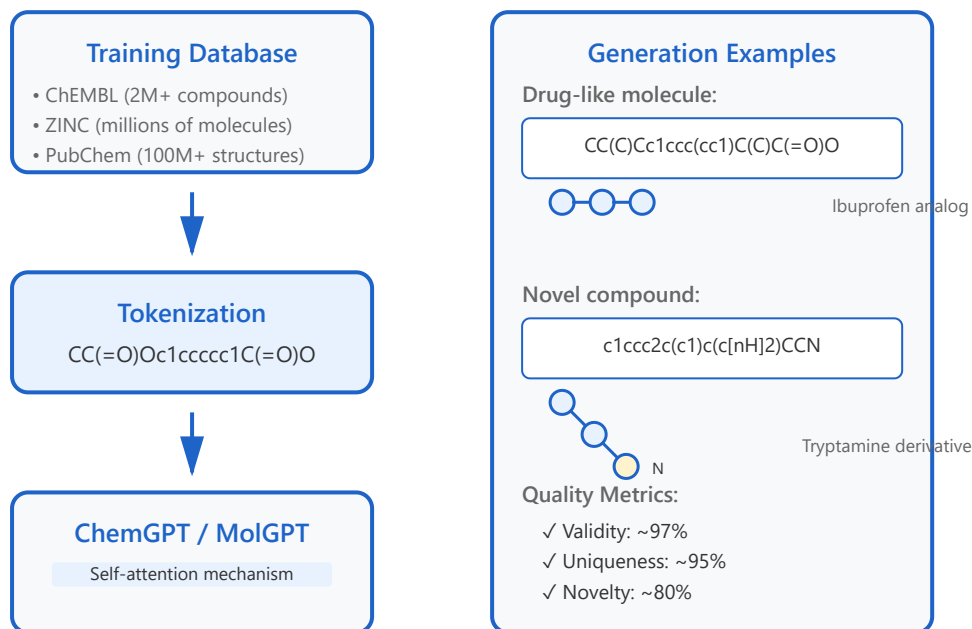 Training Database
• ChEMBL (2M+ compounds)
• ZINC (millions of molecules)
• PubChem (100M+ structures)
Tokenization
CC(=O)Oc1ccccc1C(=O)O
ChemGPT / MolGPT
Self-attention mechanism
Generation Examples
Drug-like molecule:
CC(C)Cc1ccc(cc1)C(C)C(=O)O
Ibuprofen analog
Novel compound:
c1ccc2c(c1)c(c[nH]2)CCN
Tryptamine derivative
N
Quality Metrics:
✓ Validity: ~97%
✓ Uniqueness: ~95%
✓ Novelty: ~80%